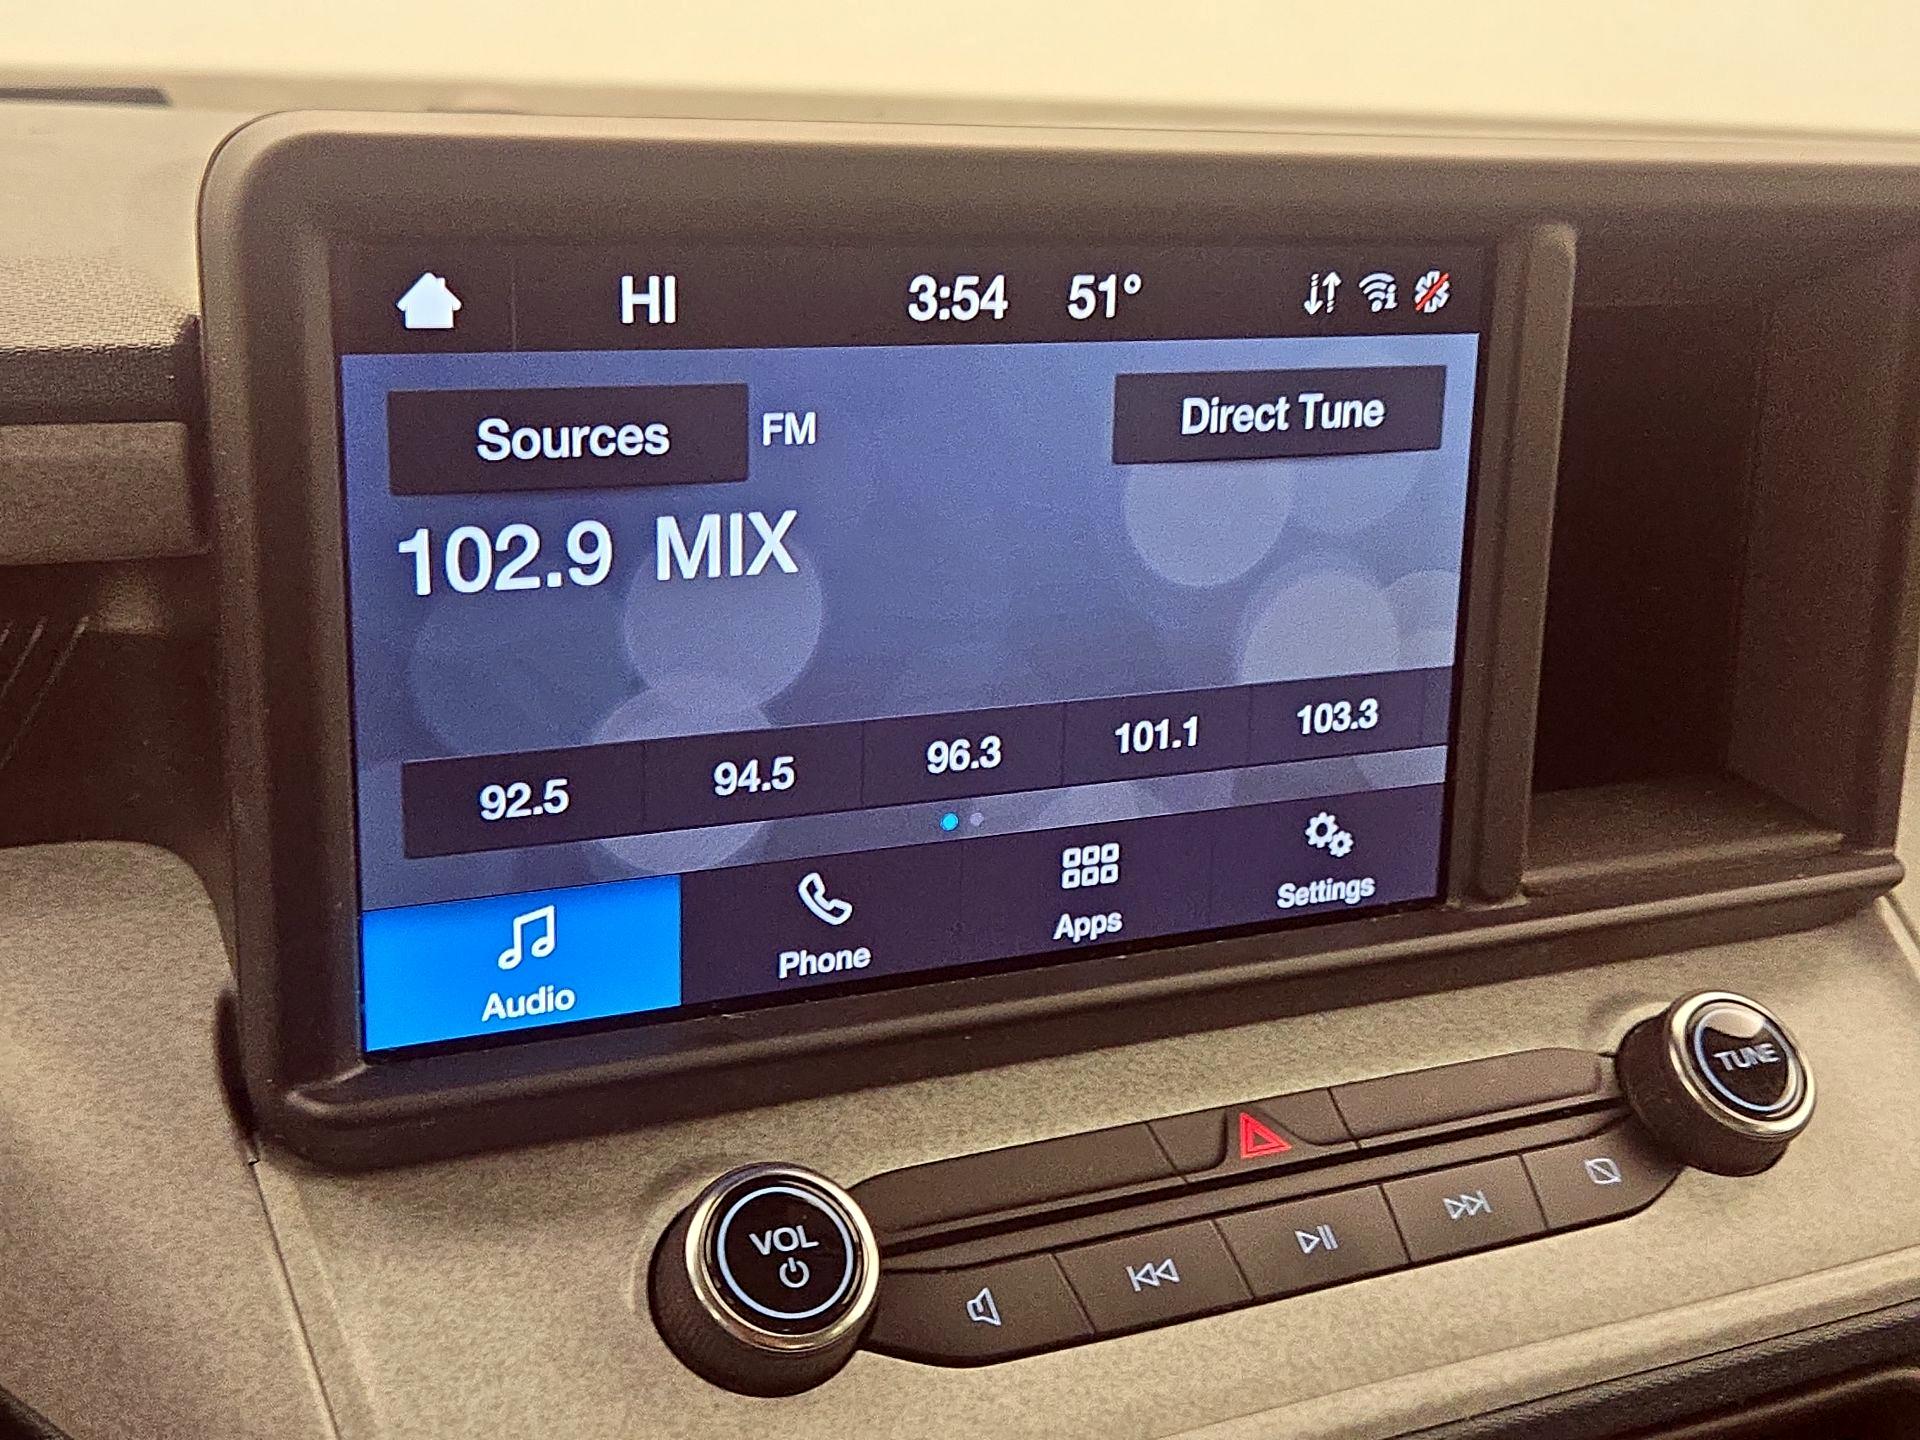 HI 3:54 51°
Sources FM Direct Tune
102.9 MIX
92.5 94.5 96.3 101.1 103.3
Audio Phone Apps Settings
TUNE
VOL